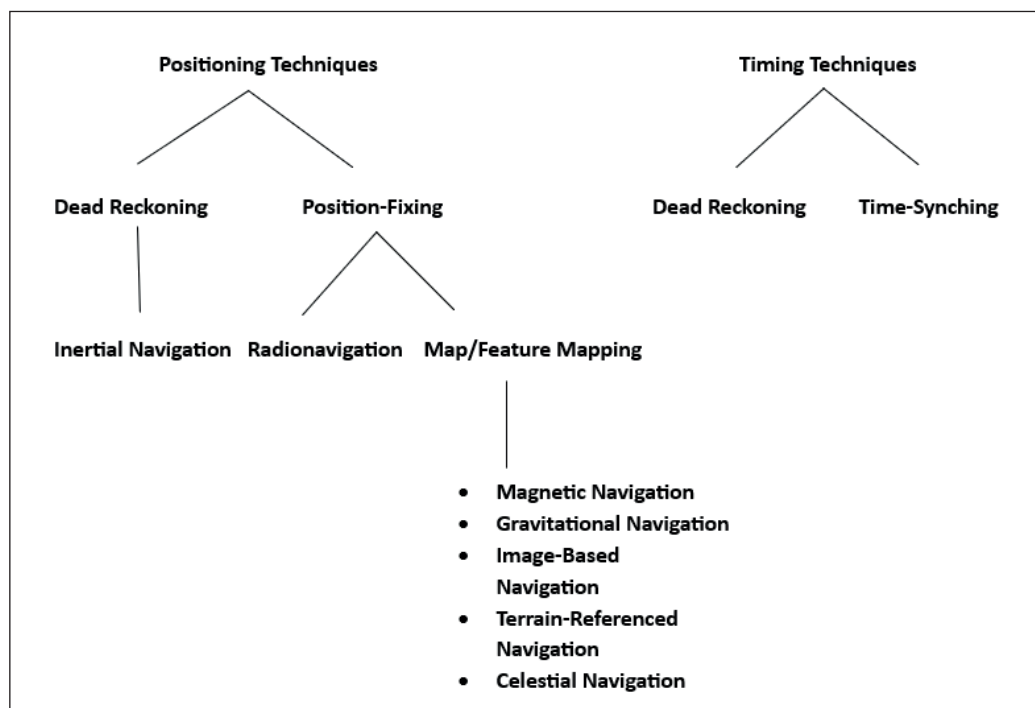 Positioning Techniques
Timing Techniques
Dead Reckoning
Position-Fixing
Dead Reckoning
Time-Synching
Inertial Navigation
Radionavigation
Map/Feature Mapping
• Magnetic Navigation
• Gravitational Navigation
• Image-Based
Navigation
• Terrain-Referenced
Navigation
• Celestial Navigation